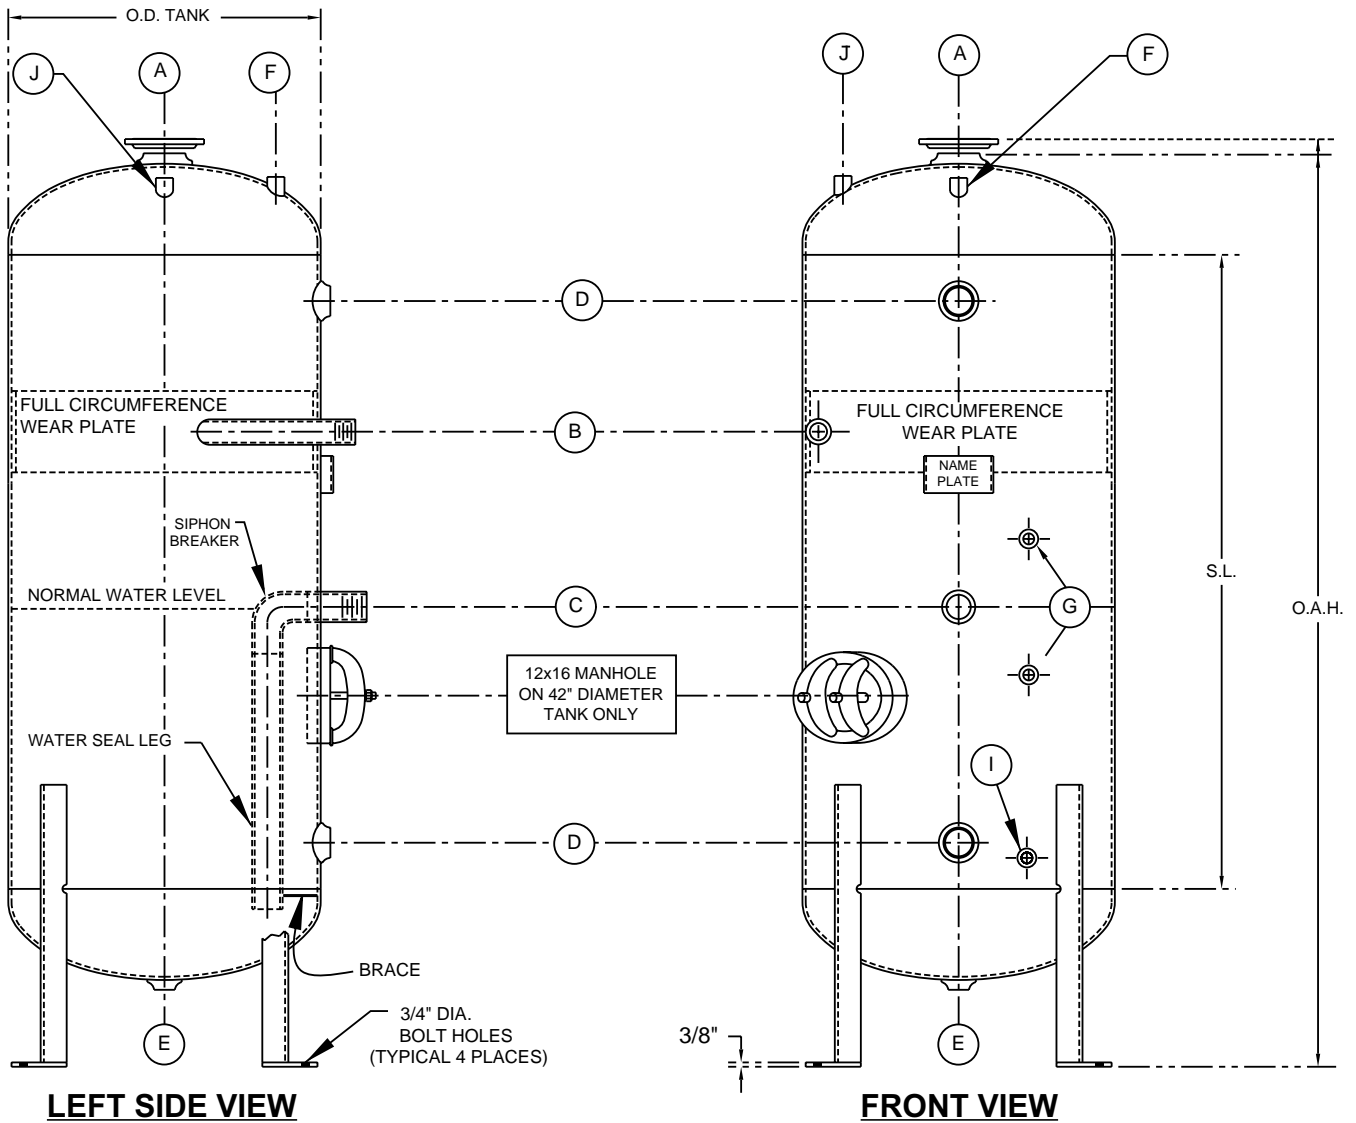 O.D. TANK
J
A
F
J
A
F
D
FULL CIRCUMFERENCE
WEAR PLATE
B
FULL CIRCUMFERENCE
WEAR PLATE
NAME
PLATE
SIPHON
BREAKER
NORMAL WATER LEVEL
C
G
S.L.
O.A.H.
12x16 MANHOLE
ON 42" DIAMETER
TANK ONLY
WATER SEAL LEG
I
D
BRACE
3/4" DIA.
BOLT HOLES
(TYPICAL 4 PLACES)
E
3/8"
E
LEFT SIDE VIEW
FRONT VIEW